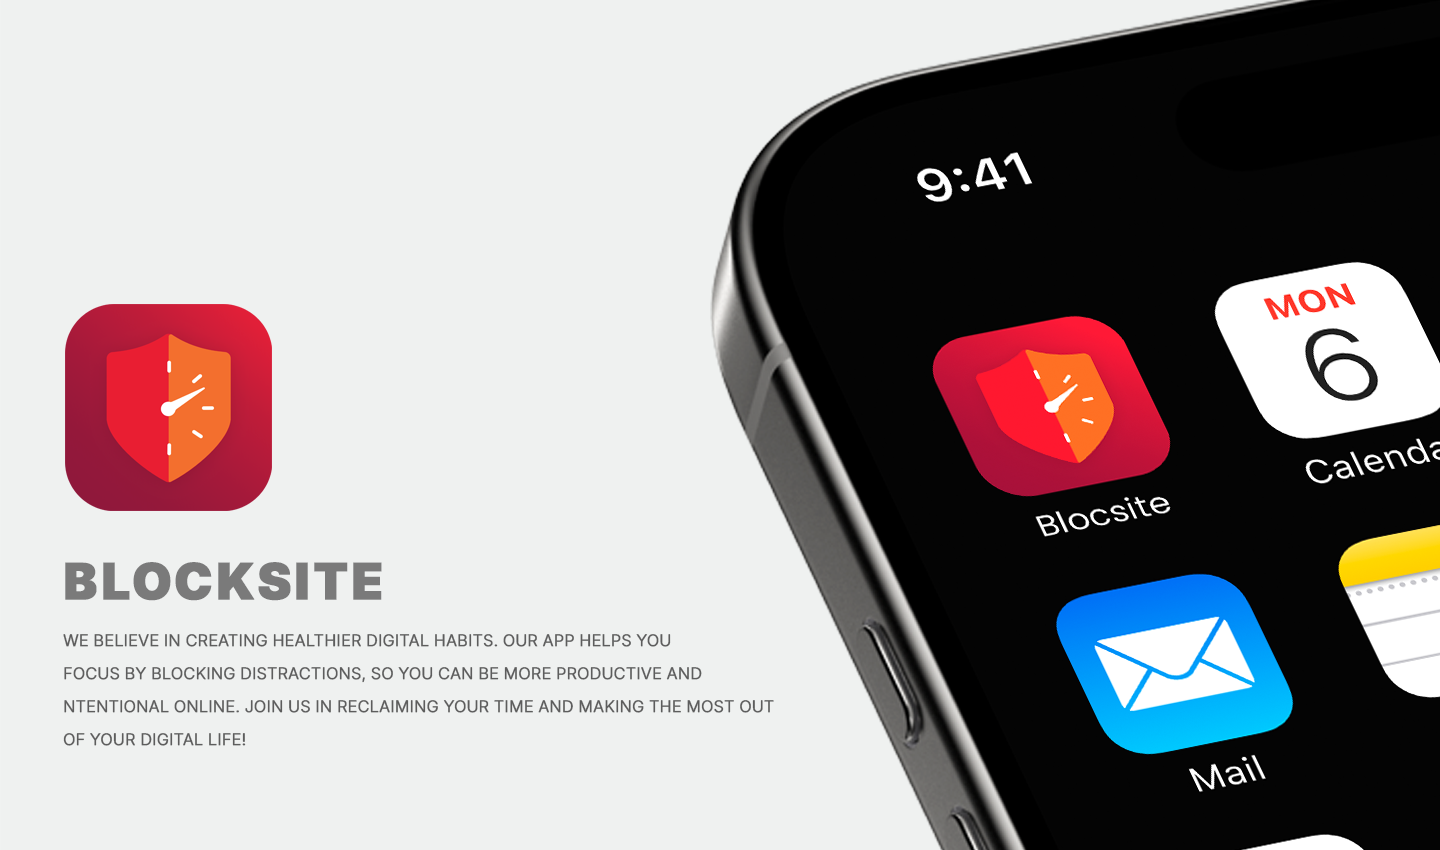 9:41
MON
6
Calenda
Blocsite
Mail
BLOCKSITE
WE BELIEVE IN CREATING HEALTHIER DIGITAL HABITS. OUR APP HELPS YOU
FOCUS BY BLOCKING DISTRACTIONS, SO YOU CAN BE MORE PRODUCTIVE AND
NTENTIONAL ONLINE. JOIN US IN RECLAIMING YOUR TIME AND MAKING THE MOST OUT
OF YOUR DIGITAL LIFE!